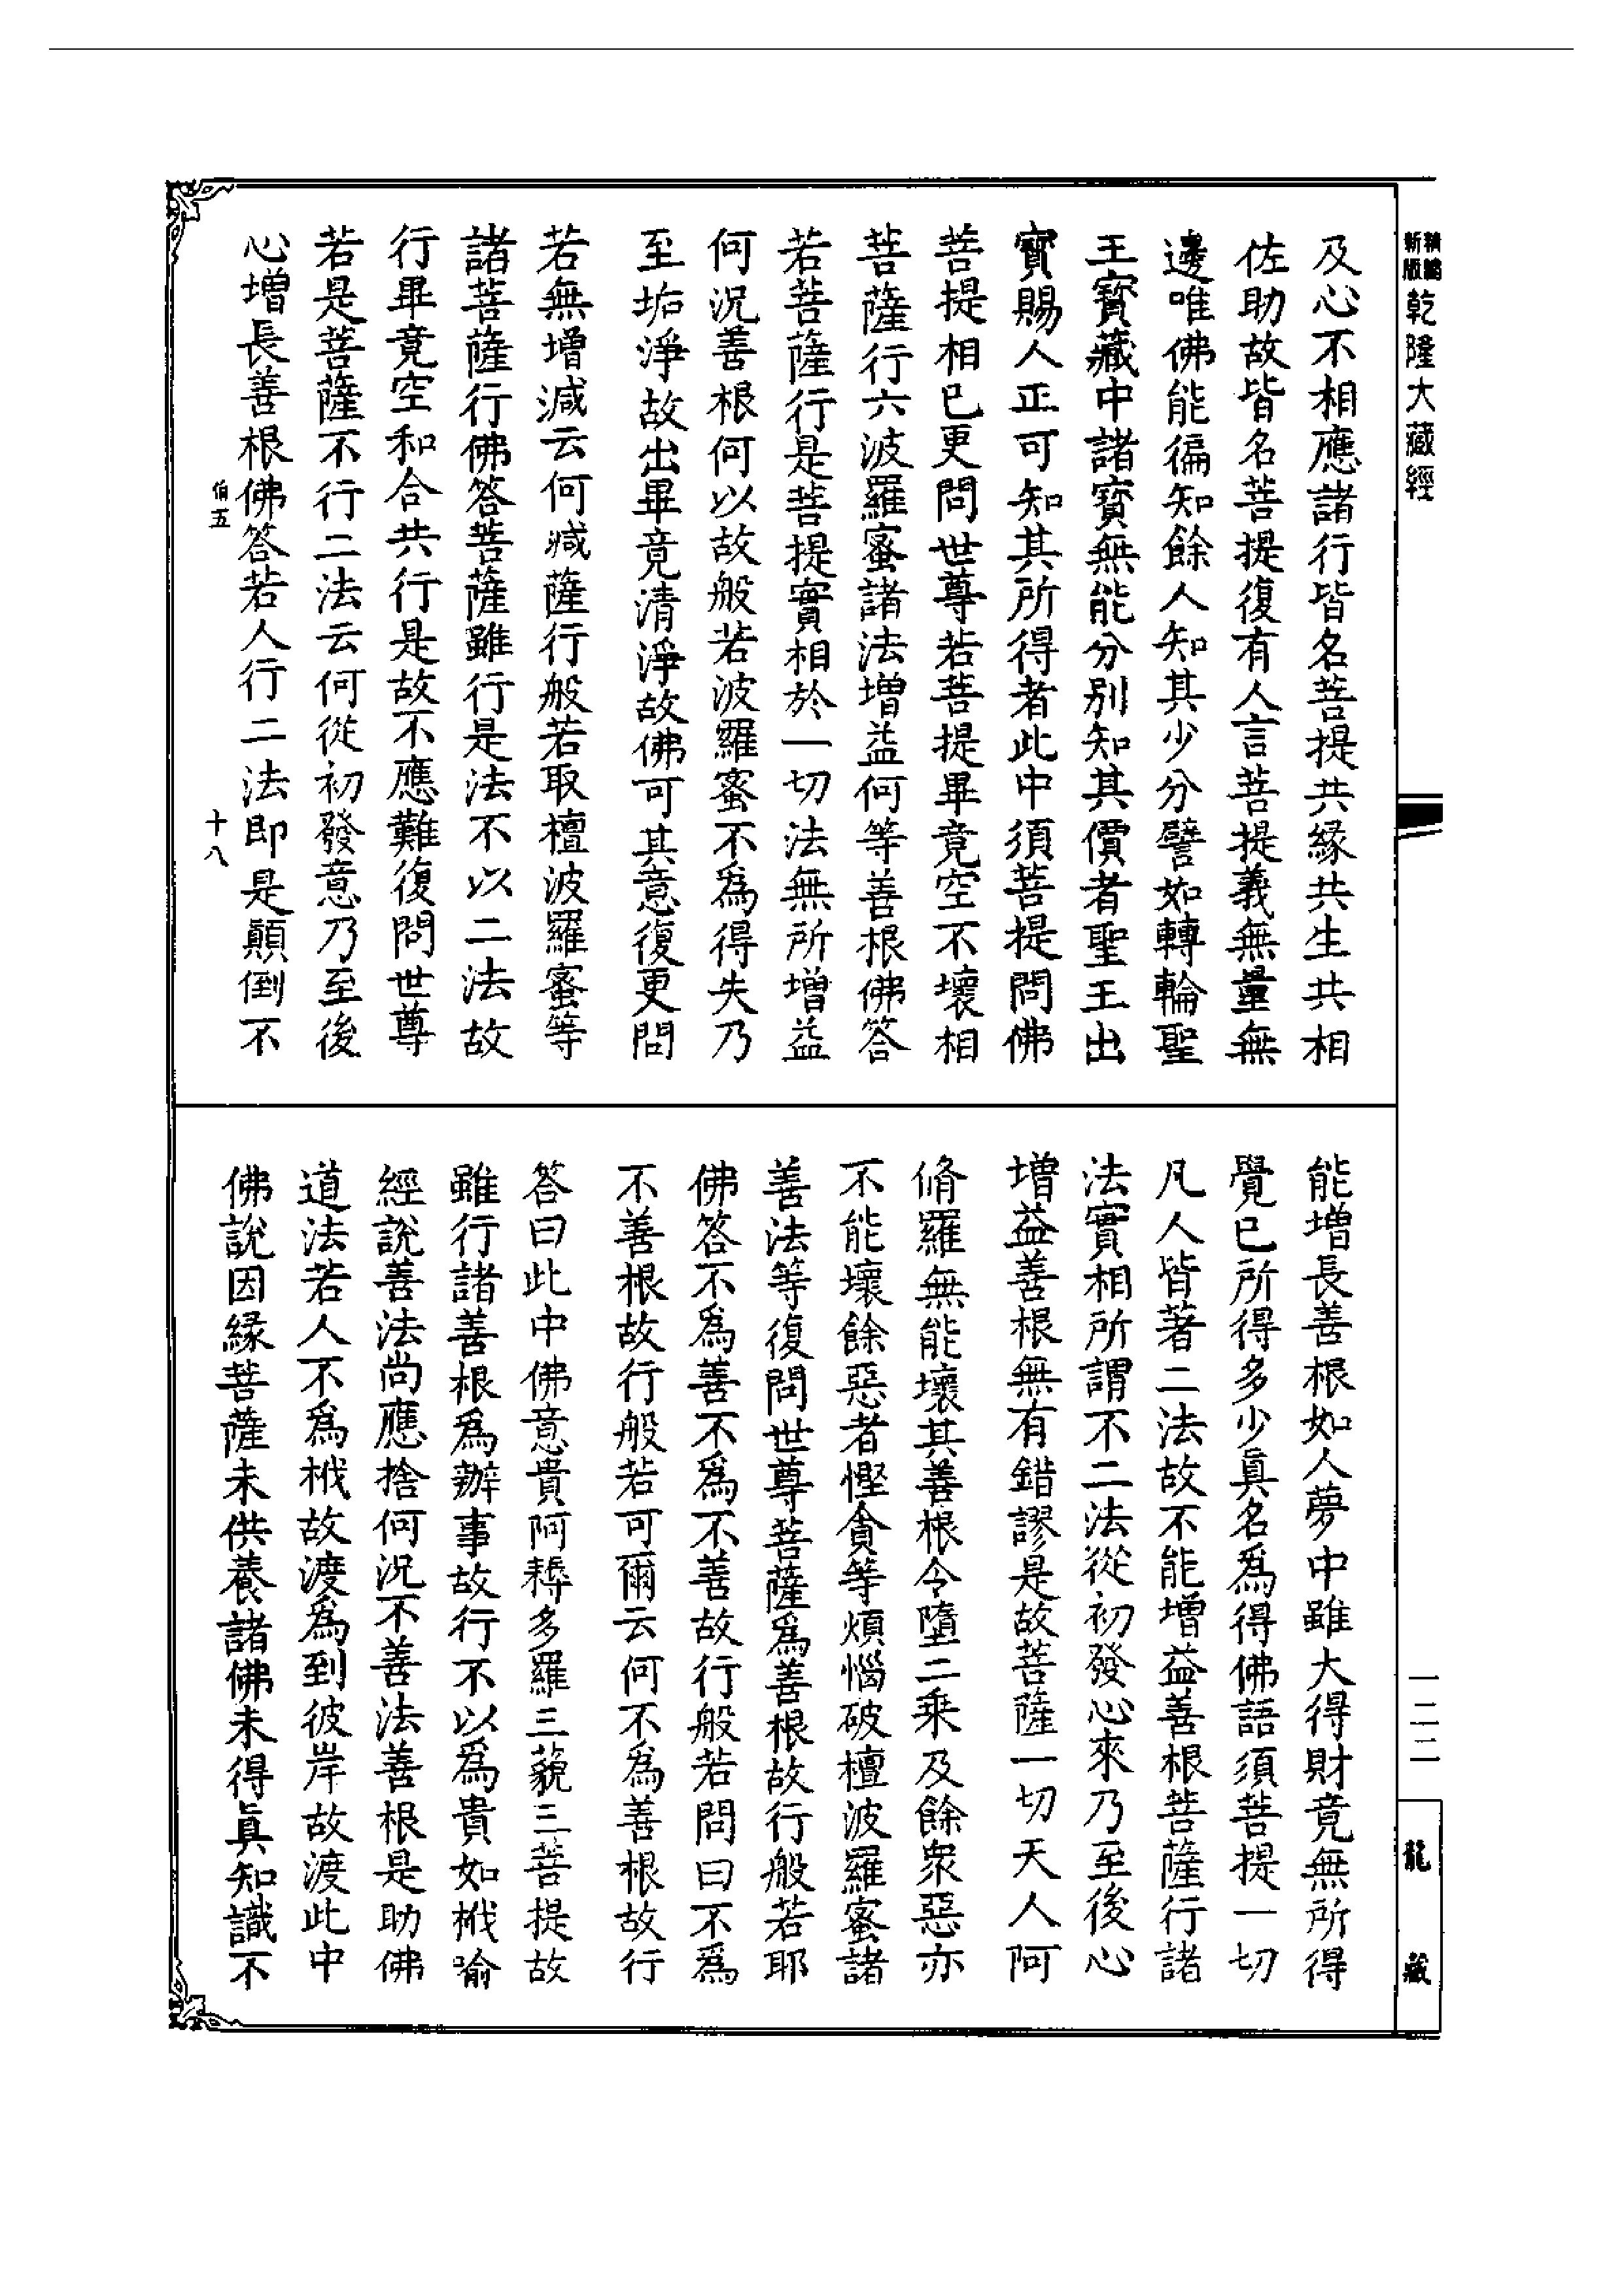 新版精縮乾隆大藏經
及心不相應諸行皆名菩提共緣共生共相
佐助故皆名菩提復有人言菩提義無量無
邊唯佛能徧知餘人知其少分譬如轉輪聖
王寶藏中諸寶無能分別知其價者聖王出
寶賜人正可知其所得者此中須菩提問佛
菩提相已更問世尊若菩提畢竟空不壞相
菩薩行六波羅蜜諸法增益何等善根佛答
若菩薩行是菩提實相於一切法無所增益
何況善根何以故般若波羅蜜不為得失乃
至垢淨故出畢竟清淨故佛可其意復更問
若無增減云何菩薩行般若取檀波羅蜜等
諸菩薩行佛答菩薩雖行是法不以二法故
行畢竟空和合共行是故不應難復問世尊
若是菩薩不行二法云何從初發意乃至後
心增長善根佛答若人行二法即是顛倒不
伯五
十八
能增長善根如人夢中雖大得財竟無所得
覺已所得多少眞名爲得佛語須菩提一切
凡人皆著二法故不能增益善根菩薩行諸
法實相所謂不二法從初發心來乃至後心
增益善根無有錯謬是故菩薩一切天人阿
脩羅無能壞其善根令墮二乘及餘眾惡亦
不能壞餘惡者慳貪等煩惱破檀波羅蜜諸
善法等復問世尊菩薩爲善根故行般若耶
佛答不爲善不爲不善故行般若問曰不爲
不善根故行般若可爾云何不為善根故行
答曰此中佛意貴阿耨多羅三藐三菩提故
雖行諸善根爲辦事故行不以爲貴如栰喻
經說善法尚應捨何況不善法善根是助佛
道法若人不爲栰故渡爲到彼岸故渡此中
佛說因緣菩薩未供養諸佛未得眞知識不
一二二
龍藏